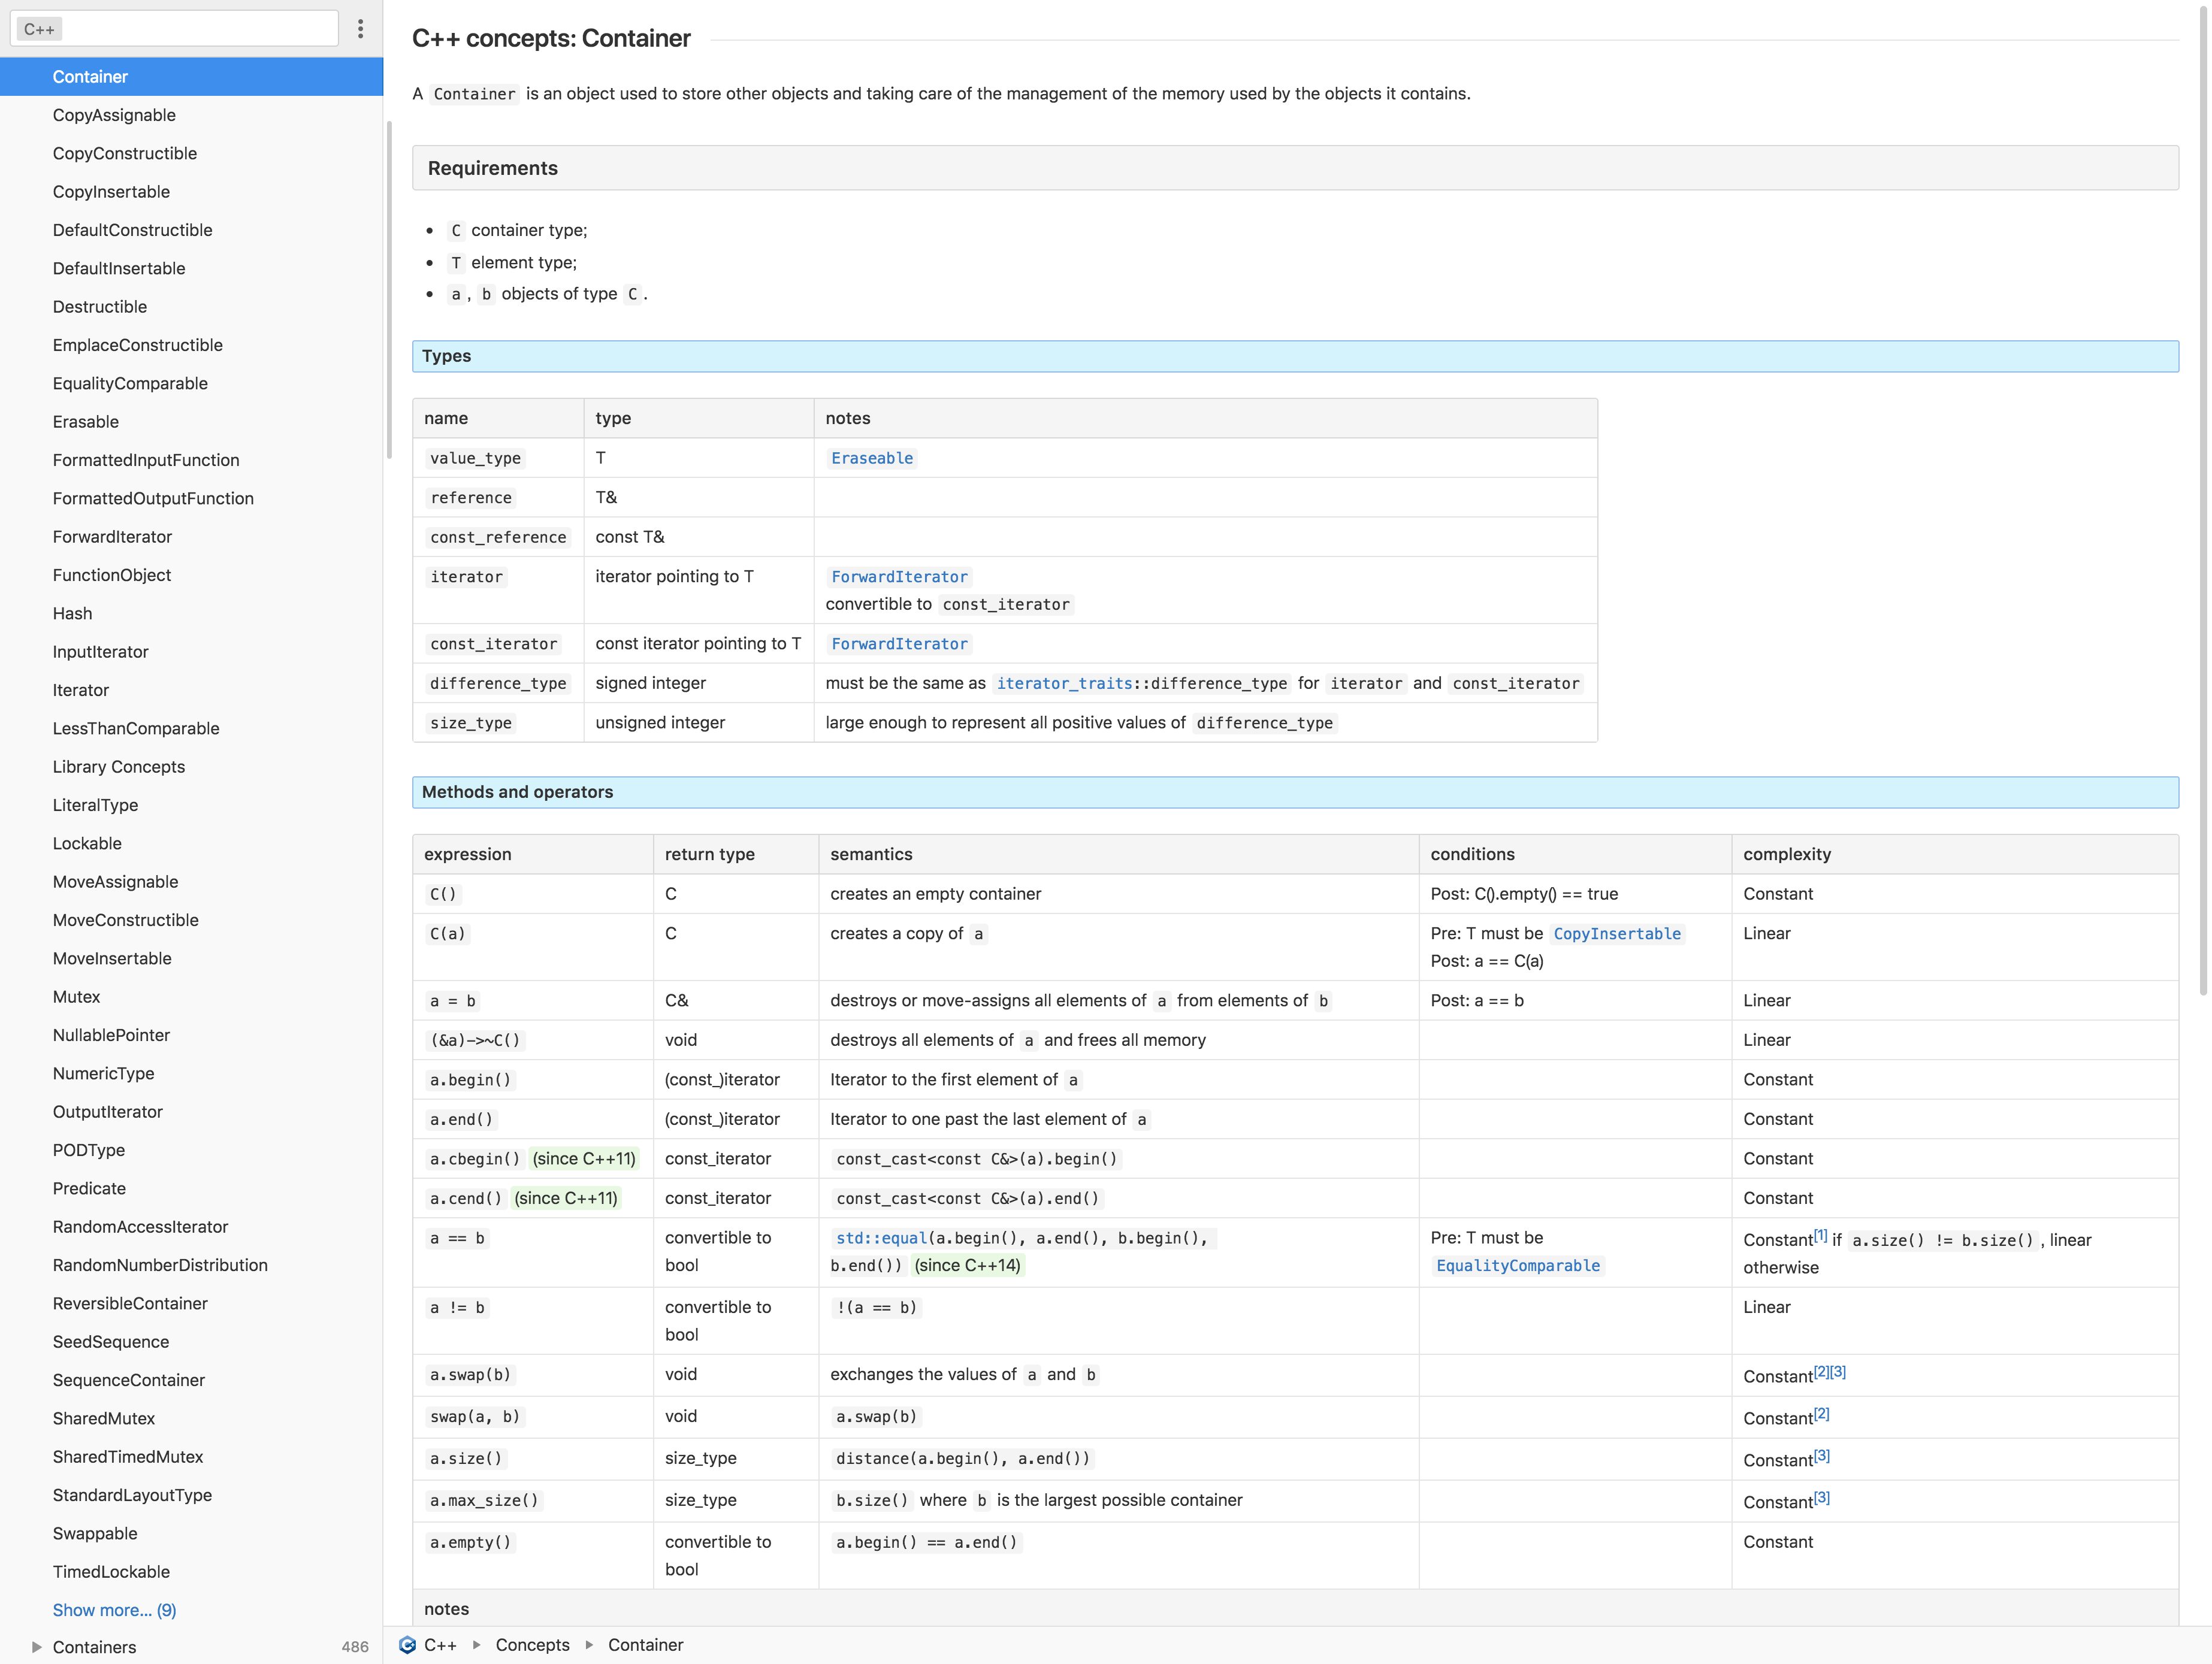 C++
Container
CopyAssignable
CopyConstructible
CopyInsertable
DefaultConstructible
DefaultInsertable
Destructible
EmplaceConstructible
EqualityComparable
Erasable
FormattedInputFunction
FormattedOutputFunction
ForwardIterator
FunctionObject
Hash
InputIterator
Iterator
LessThanComparable
Library Concepts
LiteralType
Lockable
MoveAssignable
MoveConstructible
MoveInsertable
Mutex
NullablePointer
NumericType
OutputIterator
PODType
Predicate
RandomAccessIterator
RandomNumberDistribution
ReversibleContainer
SeedSequence
SequenceContainer
SharedMutex
SharedTimedMutex
StandardLayoutType
Swappable
TimedLockable
Show more... (9)
Containers 486
C++ concepts: Container
A Container is an object used to store other objects and taking care of the management of the memory used by the objects it contains.
Requirements
• C container type;
• T element type;
• a, b objects of type C.
Types
name type notes
value_type T Eraseable
reference T&
const_reference const T&
iterator iterator pointing to T ForwardIterator
convertible to const_iterator
const_iterator const iterator pointing to T ForwardIterator
difference_type signed integer must be the same as iterator_traits::difference_type for iterator and const_iterator
size_type unsigned integer large enough to represent all positive values of difference_type
Methods and operators
expression return type semantics conditions complexity
C() C creates an empty container Post: C().empty() == true Constant
C(a) C creates a copy of a Pre: T must be CopyInsertable Linear
Post: a == C(a)
a = b C& destroys or move-assigns all elements of a from elements of b Post: a == b Linear
(&a)->~C() void destroys all elements of a and frees all memory Linear
a.begin() (const_)iterator Iterator to the first element of a Constant
a.end() (const_)iterator Iterator to one past the last element of a Constant
a.cbegin() (since C++11) const_iterator const_cast<const C&>(a).begin() Constant
a.cend() (since C++11) const_iterator const_cast<const C&>(a).end() Constant
a == b convertible to std::equal(a.begin(), a.end(), b.begin(), Pre: T must be Constant[1] if a.size() != b.size(), linear
bool b.end()) (since C++14) EqualityComparable otherwise
a != b convertible to !(a == b) Linear
bool
a.swap(b) void exchanges the values of a and b Constant[2][3]
swap(a, b) void a.swap(b) Constant[2]
a.size() size_type distance(a.begin(), a.end()) Constant[3]
a.max_size() size_type b.size() where b is the largest possible container Constant[3]
a.empty() convertible to a.begin() == a.end() Constant
bool
notes
C++ ▸ Concepts ▸ Container